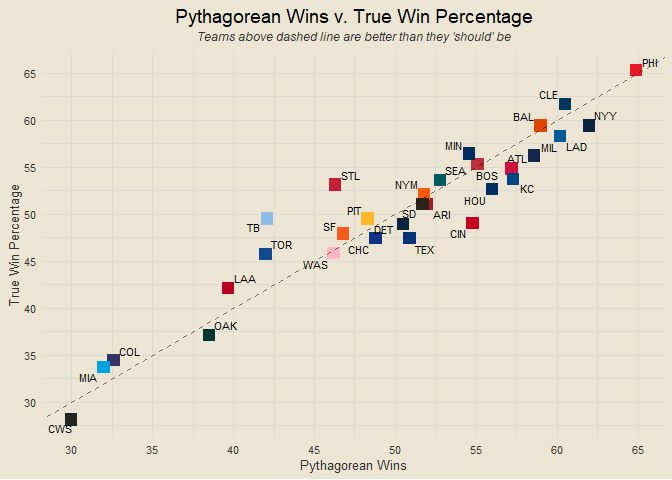 Pythagorean Wins v. True Win Percentage
Teams above dashed line are better than they 'should' be
True Win Percentage
65
60
55
50
45
40
35
30
PHI
CLE
BAL
NYY
LAD
MIN
MIL
ATL
BOS
SEA
KC
STL
NYM
HOU
PIT
SD
ARI
TB
SF
DET
CIN
TOR
CHC
TEX
WAS
LAA
OAK
COL
MIA
CWS
30
35
40
45
50
55
60
65
Pythagorean Wins